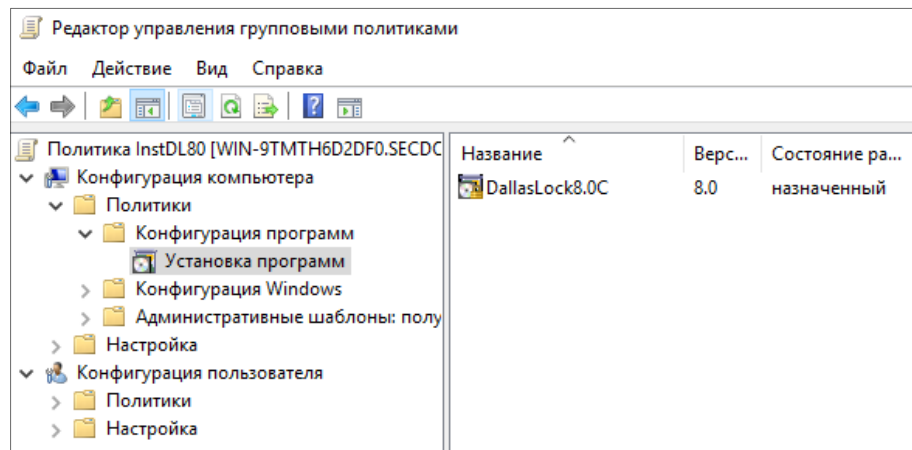 Редактор управления групповыми политиками
Файл Действие Вид Справка
Политика InstDL80 [WIN-9TMTH6D2DF0.SECDC
Конфигурация компьютера
Политики
Конфигурация программ
Установка программ
Конфигурация Windows
Административные шаблоны: полу
Настройка
Конфигурация пользователя
Политики
Настройка
Название Верс... Состояние ра...
DallasLock8.0C 8.0 назначенный